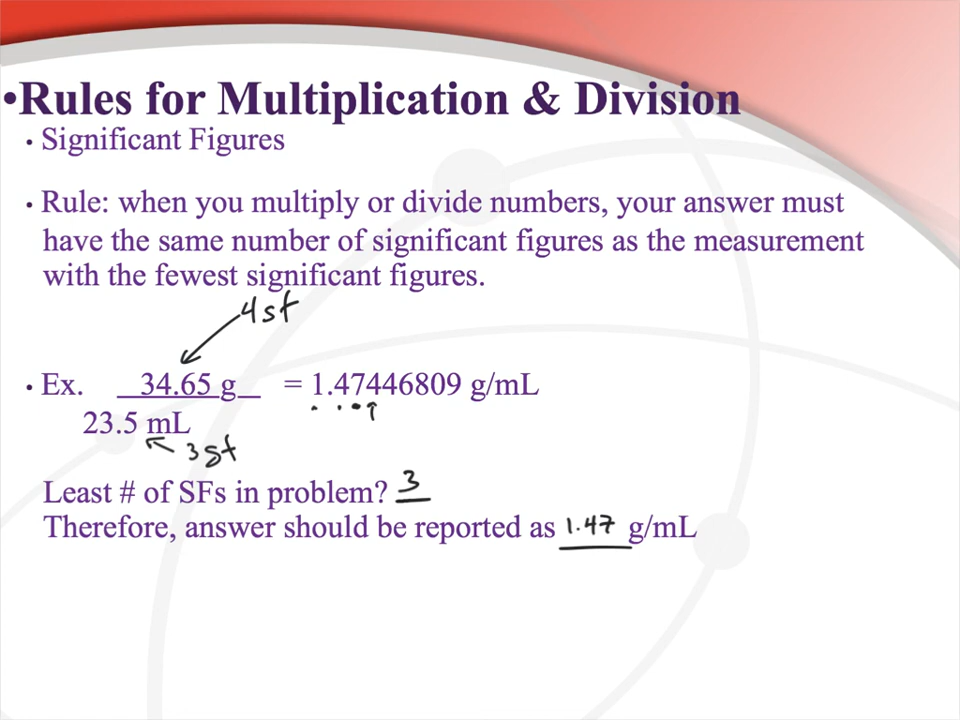 •Rules for Multiplication & Division
• Significant Figures
• Rule: when you multiply or divide numbers, your answer must
have the same number of significant figures as the measurement
with the fewest significant figures.
4sf
• Ex. 34.65 g = 1.47446809 g/mL
23.5 mL
3sf
Least # of SFs in problem? 3
Therefore, answer should be reported as 1.47 g/mL